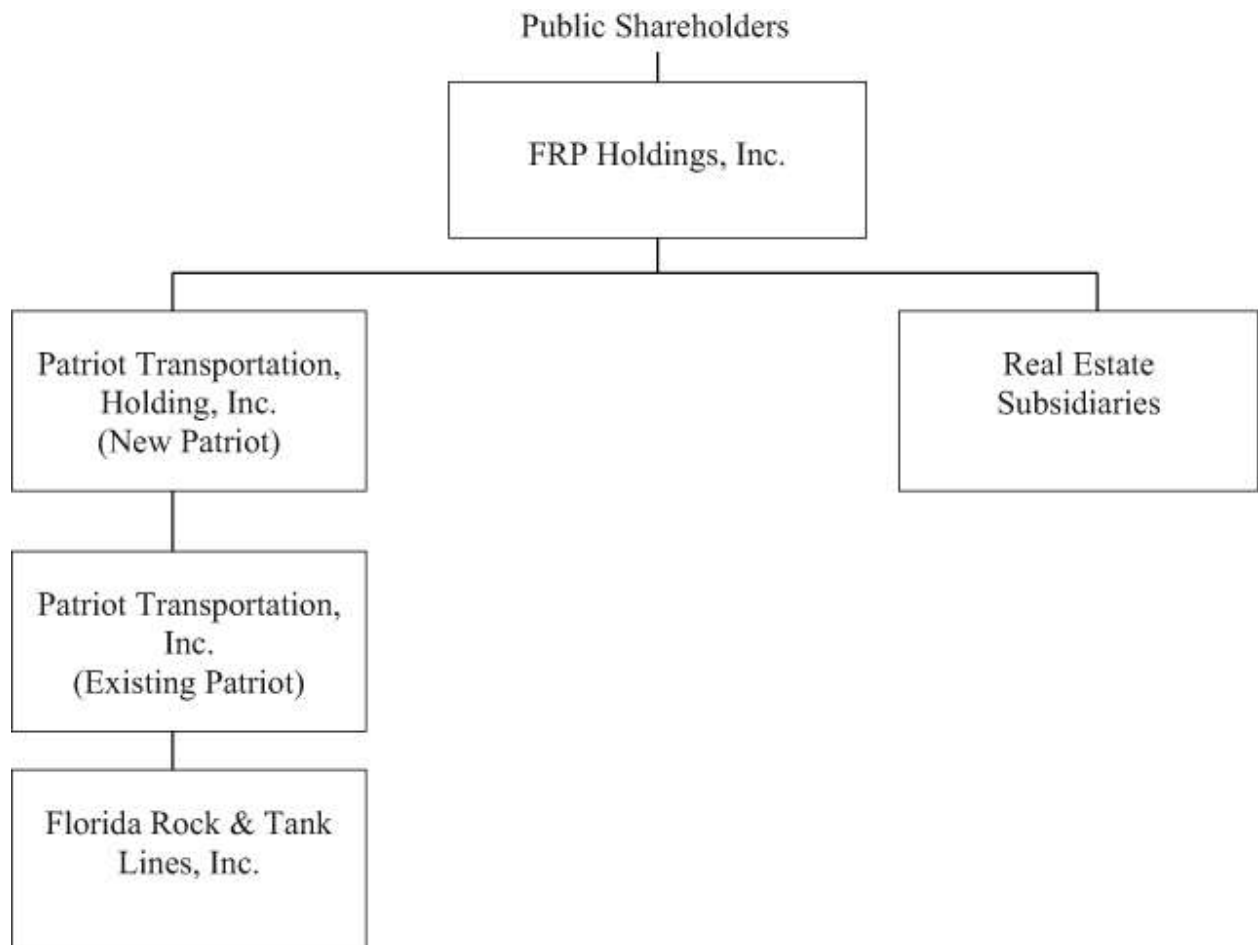 Public Shareholders
FRP Holdings, Inc.
Patriot Transportation,
Holding, Inc.
(New Patriot)
Real Estate
Subsidiaries
Patriot Transportation,
Inc.
(Existing Patriot)
Florida Rock & Tank
Lines, Inc.